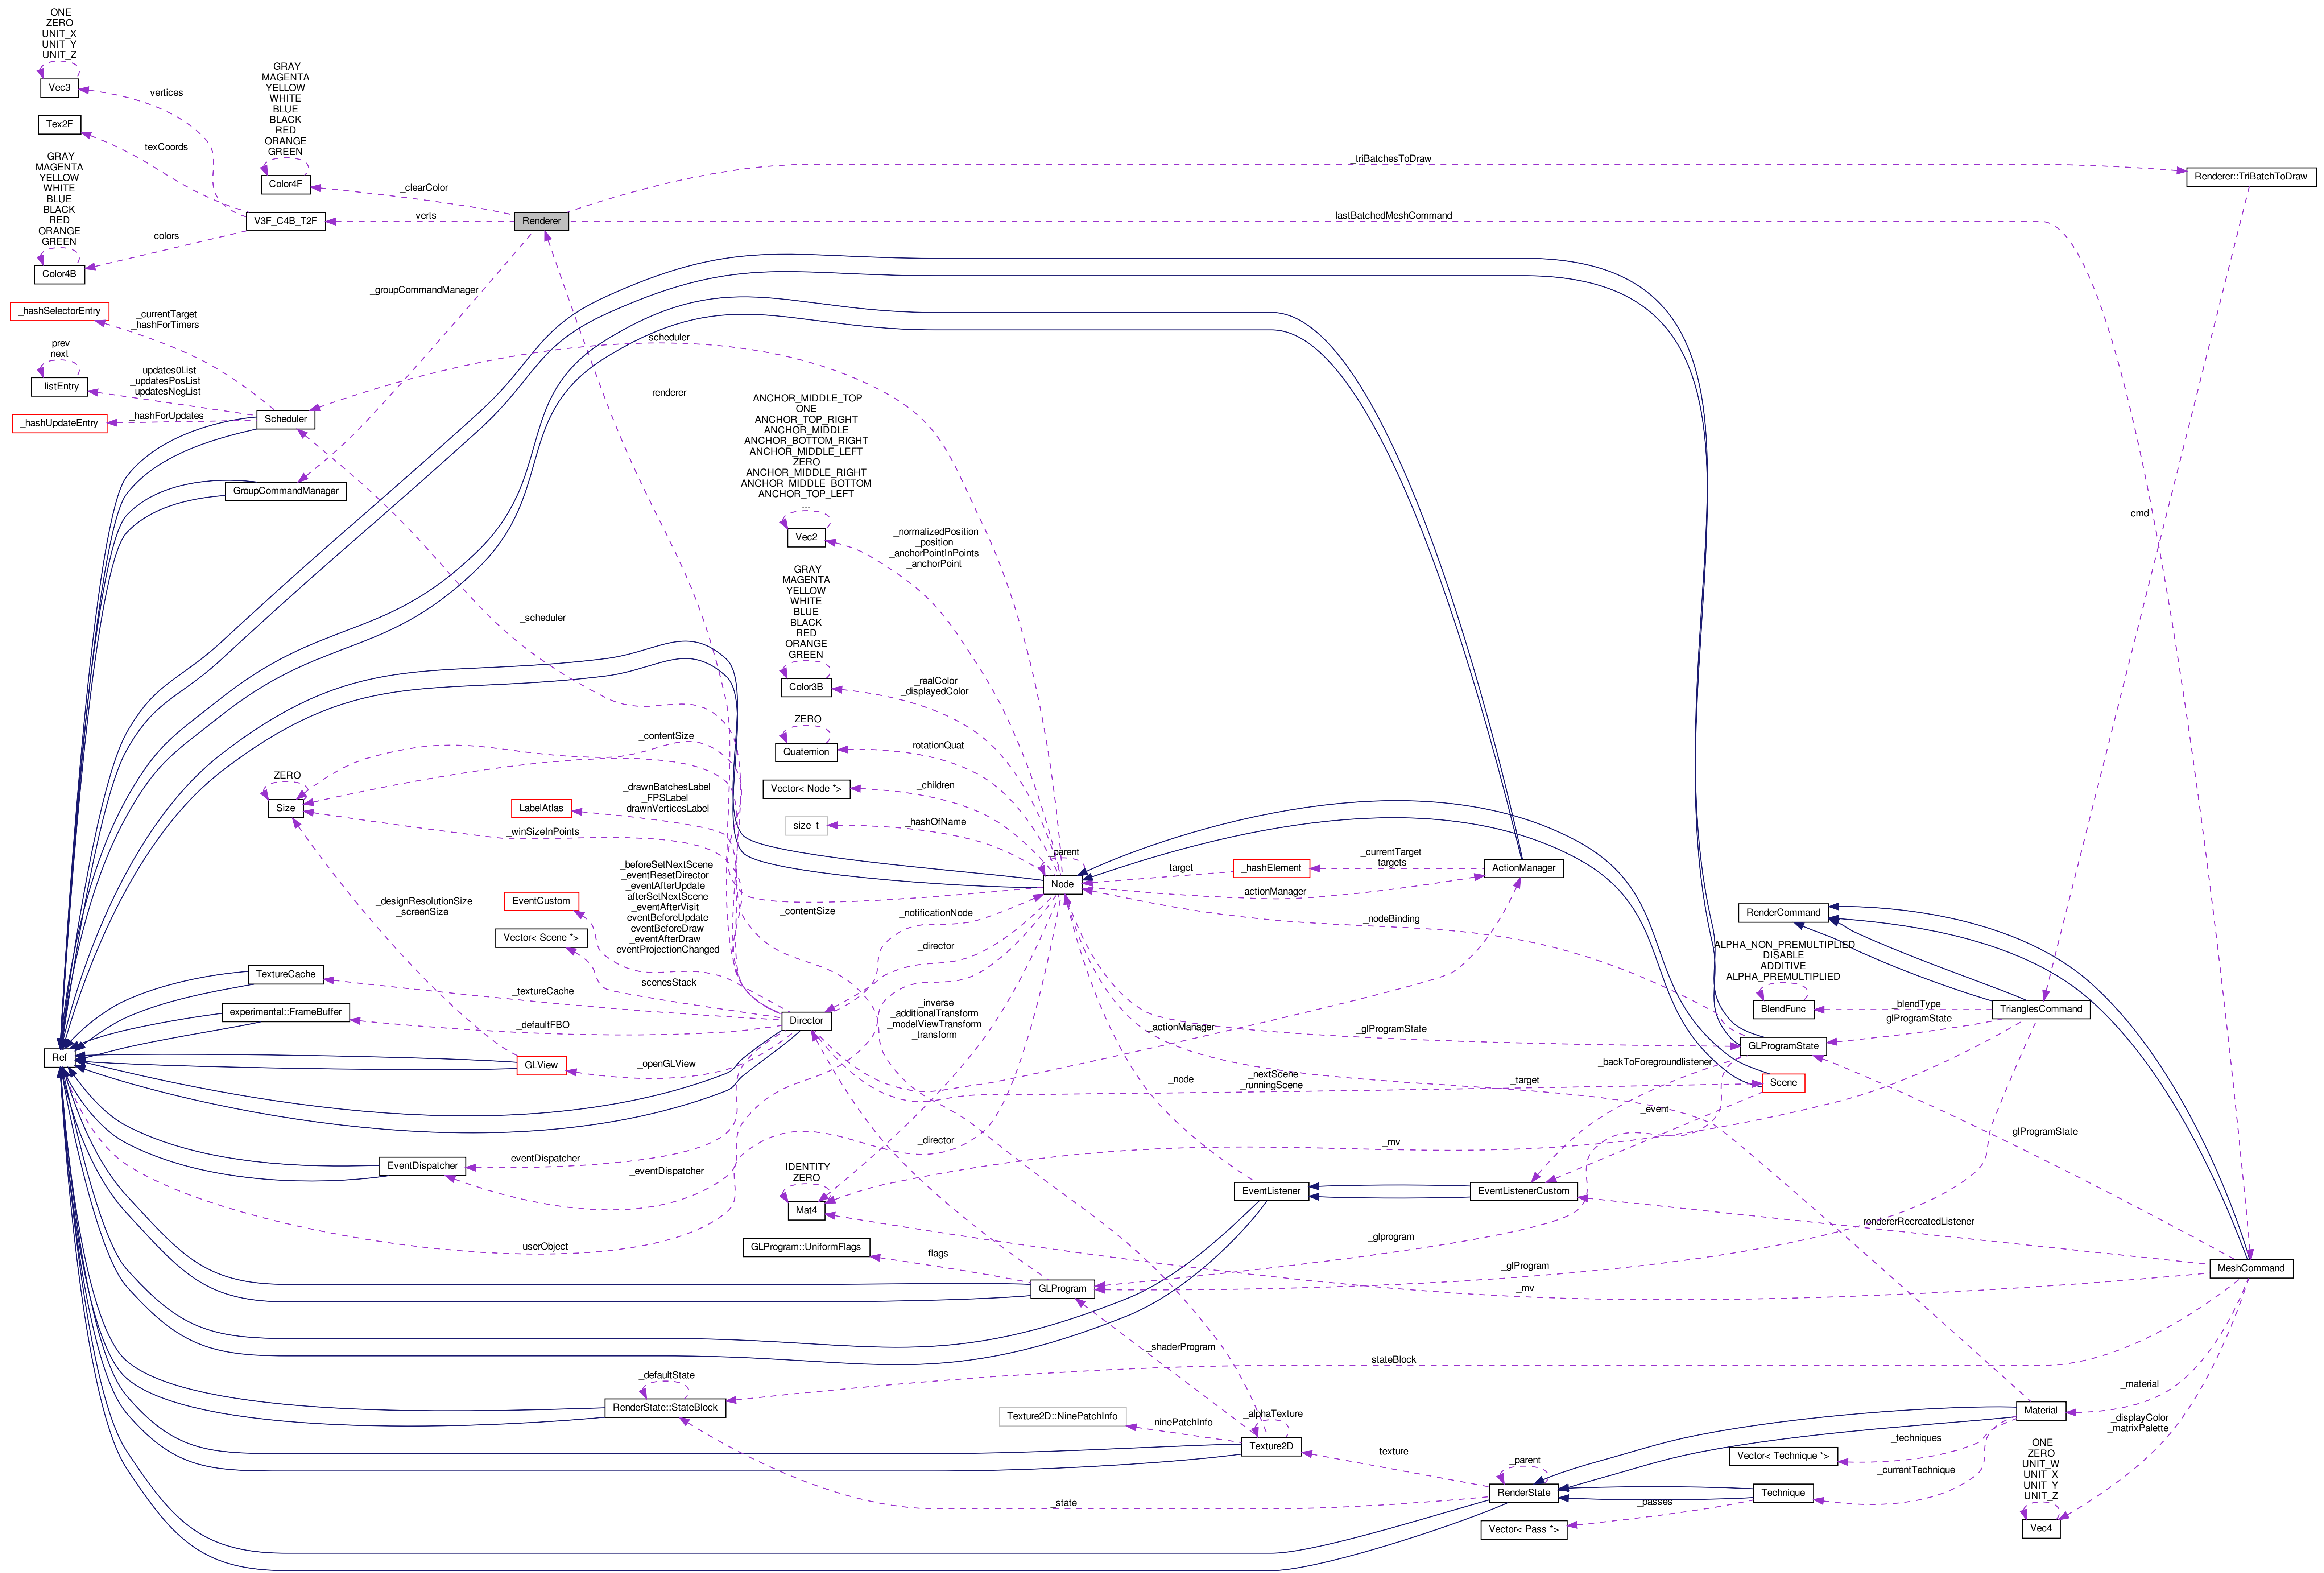 ONE
ZERO
UNIT_X
UNIT_Y
UNIT_Z
Vec3
vertices
Tex2F
texCoords
GRAY
MAGENTA
YELLOW
WHITE
BLUE
BLACK
RED
ORANGE
GREEN
Color4F
_clearColor
GRAY
MAGENTA
YELLOW
WHITE
BLUE
BLACK
RED
ORANGE
GREEN
Color4B
colors
V3F_C4B_T2F
_verts
Renderer
_triBatchesToDraw
Renderer::TriBatchToDraw
_lastBatchedMeshCommand
_groupCommandManager
_hashSelectorEntry
_currentTarget
_hashForTimers
prev
next
_listEntry
_updates0List
_updatesPosList
_updatesNegList
_hashUpdateEntry
_hashForUpdates
Scheduler
_scheduler
_renderer
GroupCommandManager
ANCHOR_MIDDLE_TOP
ONE
ANCHOR_TOP_RIGHT
ANCHOR_MIDDLE
ANCHOR_BOTTOM_RIGHT
ANCHOR_MIDDLE_LEFT
ZERO
ANCHOR_MIDDLE_RIGHT
ANCHOR_MIDDLE_BOTTOM
ANCHOR_TOP_LEFT
...
Vec2
_normalizedPosition
_position
_anchorPointInPoints
_anchorPoint
cmd
GRAY
MAGENTA
YELLOW
WHITE
BLUE
BLACK
RED
ORANGE
GREEN
Color3B
_realColor
_displayedColor
_scheduler
ZERO
Quaternion
_rotationQuat
_contentSize
ZERO
Size
Vector< Node *>
_children
LabelAtlas
_drawnBatchesLabel
_FPSLabel
_drawnVerticesLabel
size_t
_hashOfName
_winSizeInPoints
_parent
Node
target
_hashElement
_currentTarget
_targets
ActionManager
_actionManager
_designResolutionSize
_screenSize
EventCustom
_beforeSetNextScene
_eventResetDirector
_eventAfterUpdate
_afterSetNextScene
_eventAfterVisit
_eventBeforeUpdate
_eventBeforeDraw
_eventAfterDraw
_eventProjectionChanged
_contentSize
_notificationNode
_nodeBinding
RenderCommand
Vector< Scene *>
_scenesStack
_director
ALPHA_NON_PREMULTIPLIED
DISABLE
ADDITIVE
ALPHA_PREMULTIPLIED
BlendFunc
_blendType
TrianglesCommand
TextureCache
_textureCache
experimental::FrameBuffer
_defaultFBO
Director
_inverse
_additionalTransform
_modelViewTransform
_transform
_actionManager
_glProgramState
_glProgramState
GLProgramState
Ref
GLView
_openGLView
_node
_nextScene
_runningScene
_backToForegroundlistener
_target
Scene
_event
_glProgramState
_director
_mv
EventDispatcher
_eventDispatcher
_eventDispatcher
IDENTITY
ZERO
Mat4
EventListener
EventListenerCustom
_rendererRecreatedListener
_userObject
GLProgram::UniformFlags
_flags
_glprogram
_glProgram
MeshCommand
GLProgram
_mv
_shaderProgram
_stateBlock
_defaultState
RenderState::StateBlock
Texture2D::NinePatchInfo
_ninePatchInfo
_alphaTexture
Texture2D
_texture
_material
Material
_displayColor
_matrixPalette
_techniques
Vector< Technique *>
_currentTechnique
_parent
RenderState
_state
_passes
Technique
Vector< Pass *>
ONE
ZERO
UNIT_W
UNIT_X
UNIT_Y
UNIT_Z
Vec4